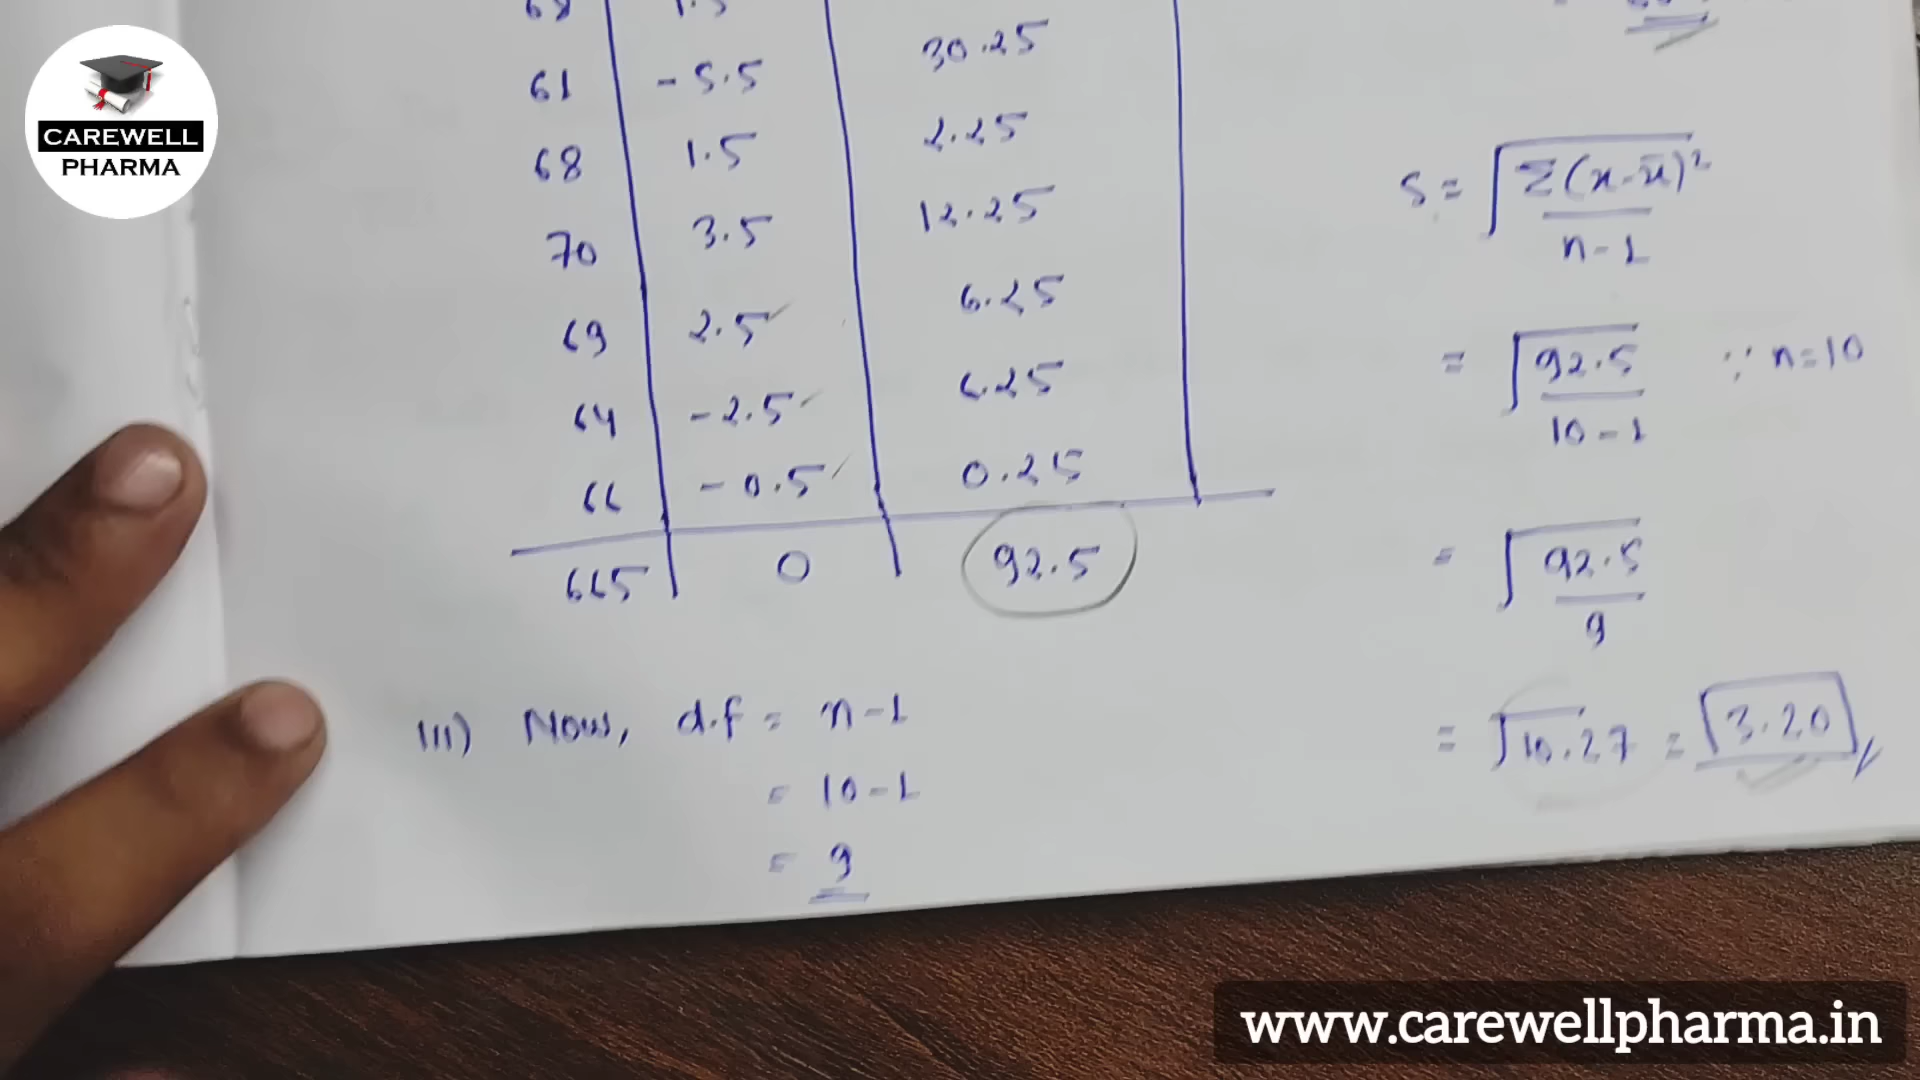 CAREWELL
PHARMA
68 1.5
61 -5.5 30.25
68 1.5 2.25
70 3.5 12.25
69 2.5 6.25
64 -2.5 6.25
66 -0.5 0.25
665 0 92.5
S = √Σ(x-x̄)²
n-1
= √92.5 ∵ n=10
10-1
= √92.5
9
= √10.27 = 3.20
III) Now, d.f = n-1
= 10-1
= 9
www.carewellpharma.in